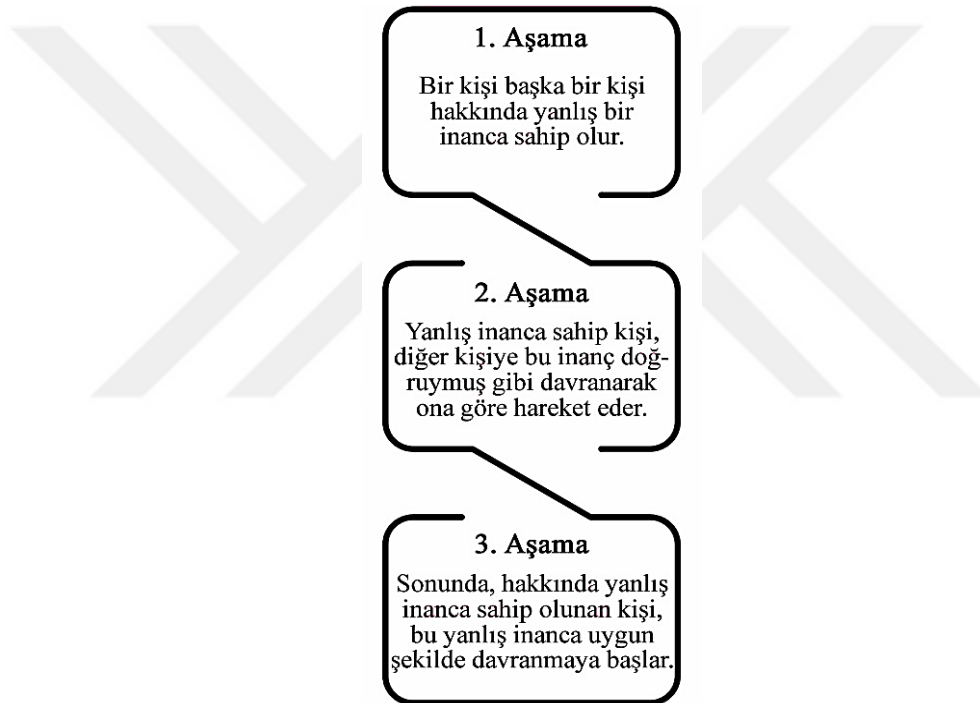 1. Aşama
Bir kişi başka bir kişi
hakkında yanlış bir
inanca sahip olur.
2. Aşama
Yanlış inanca sahip kişi,
diğer kişiye bu inanç doğ-
ruymuş gibi davranarak
ona göre hareket eder.
3. Aşama
Sonunda, hakkında yanlış
inanca sahip olunan kişi,
bu yanlış inanca uygun
şekilde davranmaya başlar.